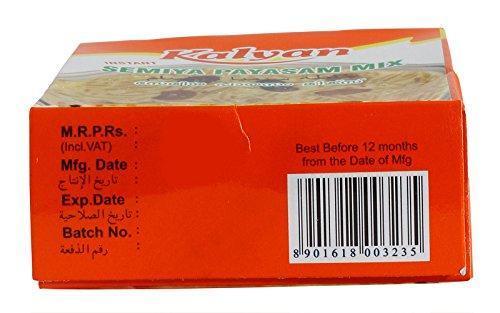 Kalyan
INSTANT
SEMIYA PAYASAM MIX
M.R.P.Rs. :
(Incl.VAT)
Mfg. Date :
تاريخ الإنتاج :
Exp.Date :
تاريخ الصلاحية :
Batch No. :
رقم الدفعة :
Best Before 12 months
from the Date of Mfg
8 901618 003235